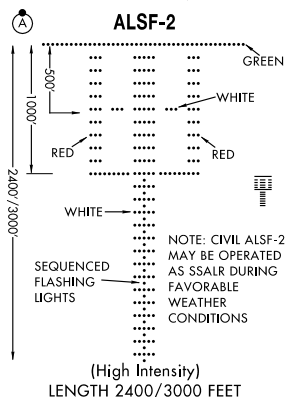 A
ALSF-2
GREEN
500'
WHITE
1000'
RED
RED
2400'/3000'
WHITE
NOTE: CIVIL ALSF-2
MAY BE OPERATED
AS SSALR DURING
FAVORABLE
WEATHER
CONDITIONS
SEQUENCED
FLASHING
LIGHTS
(High Intensity)
LENGTH 2400/3000 FEET